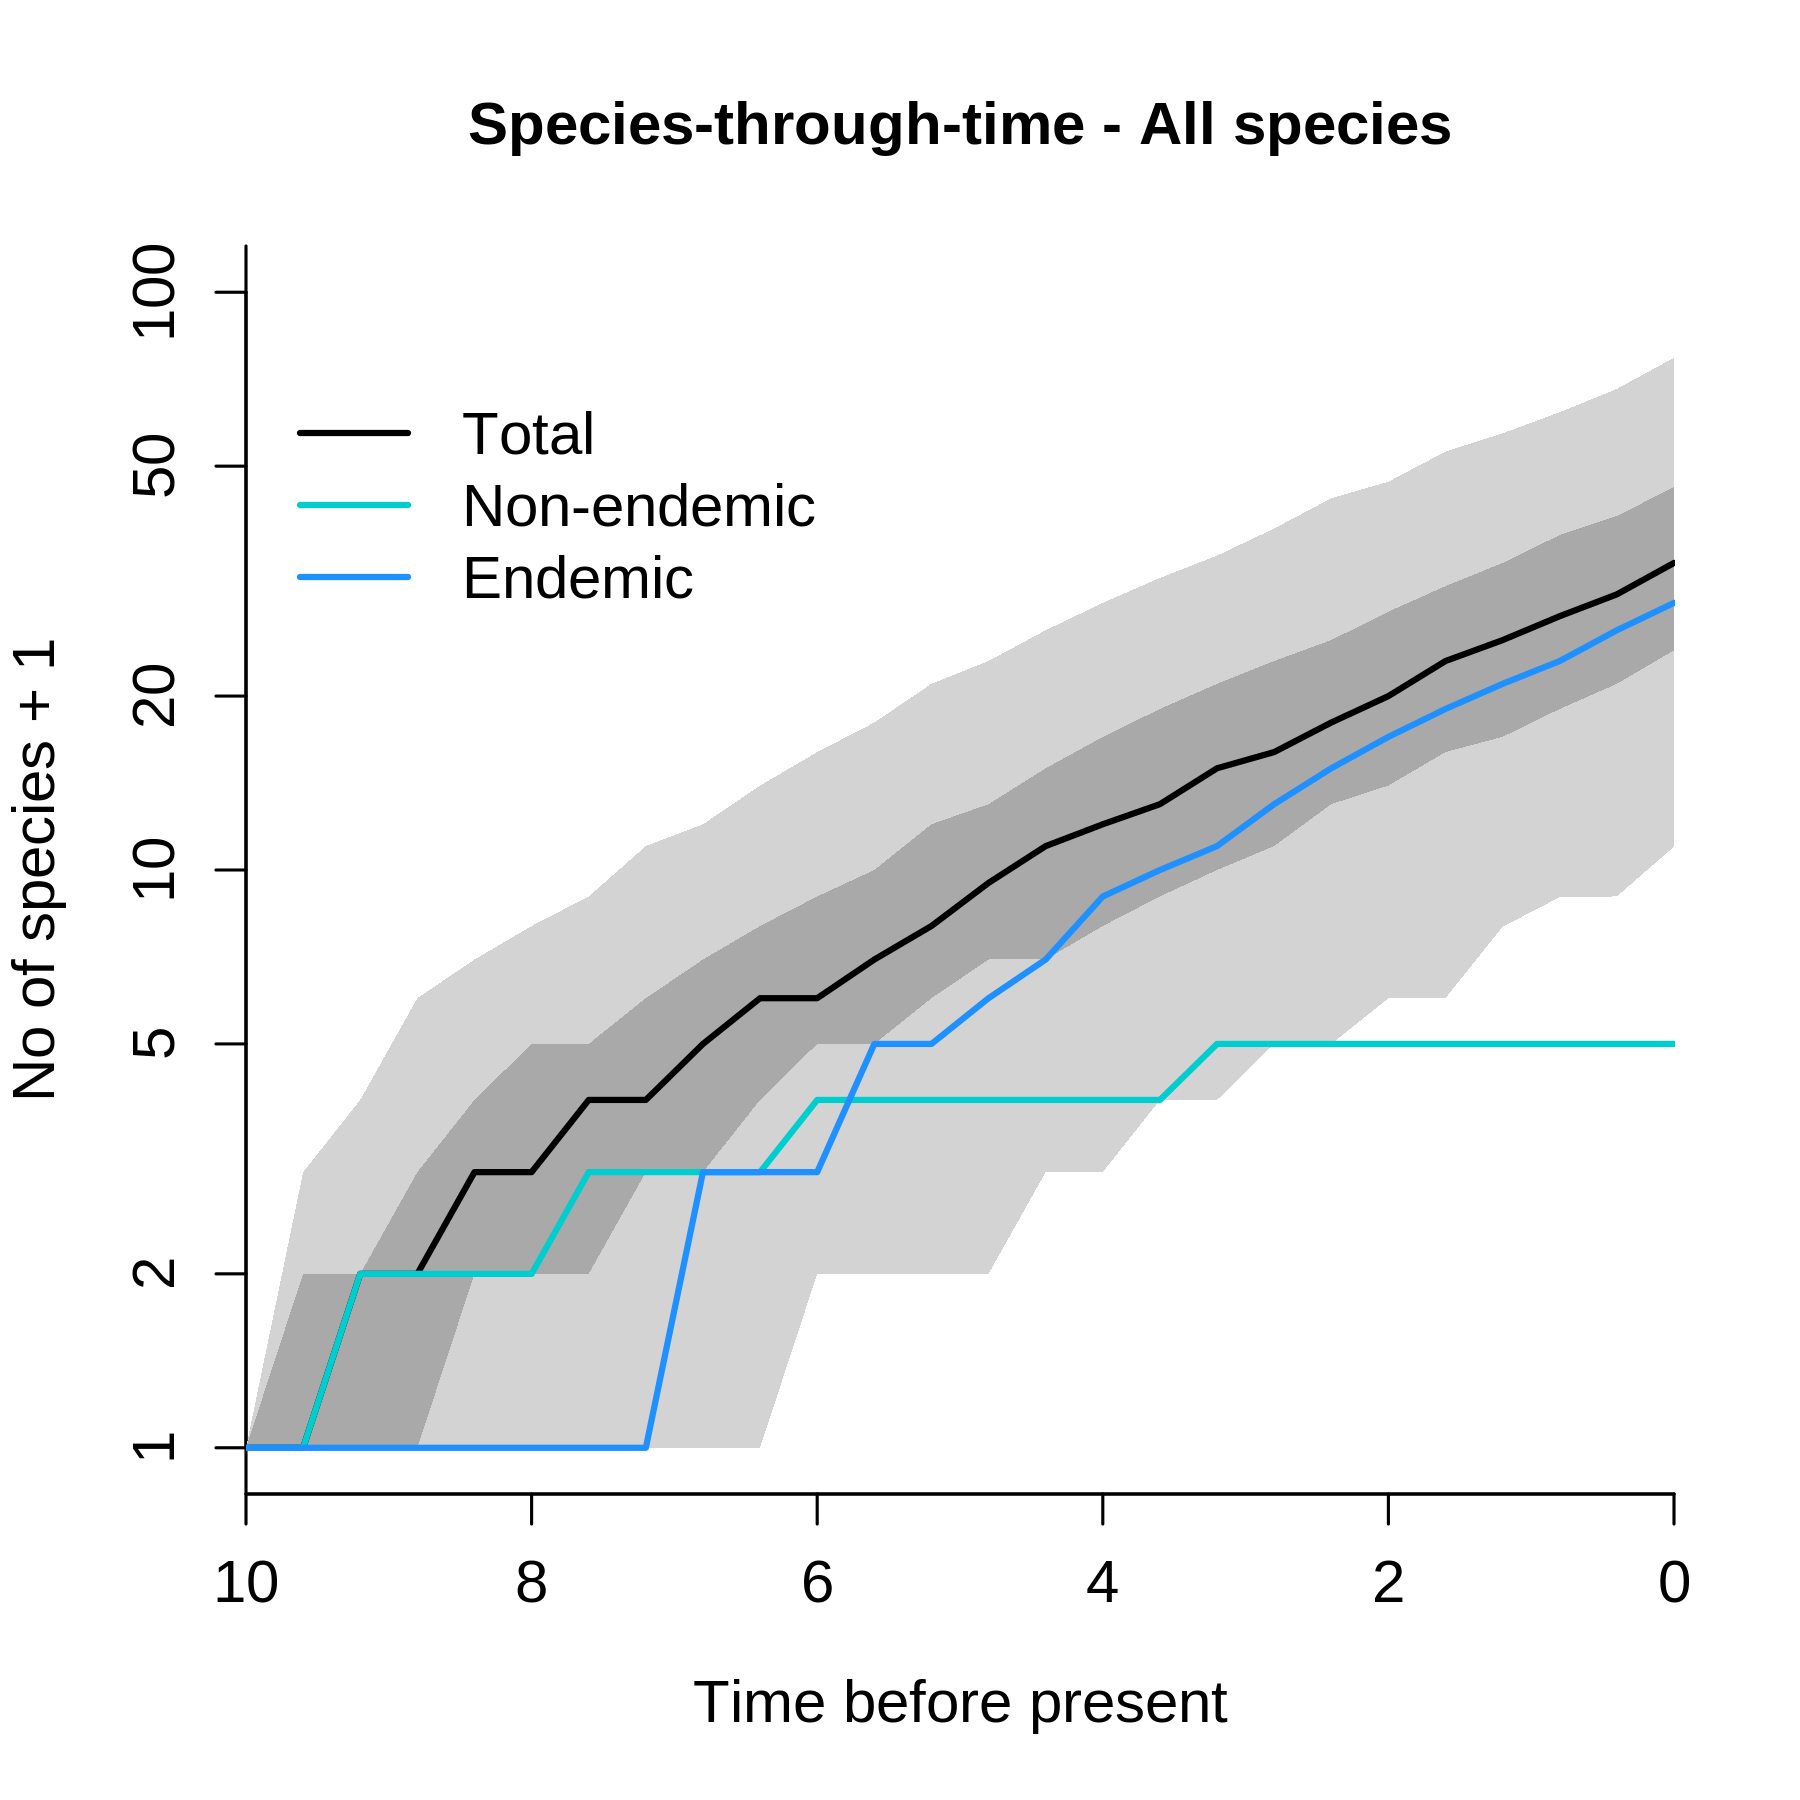 Species-through-time - All species
100
50
20
10
5
2
1
No of species + 1
Total
Non-endemic
Endemic
10 8 6 4 2 0
Time before present